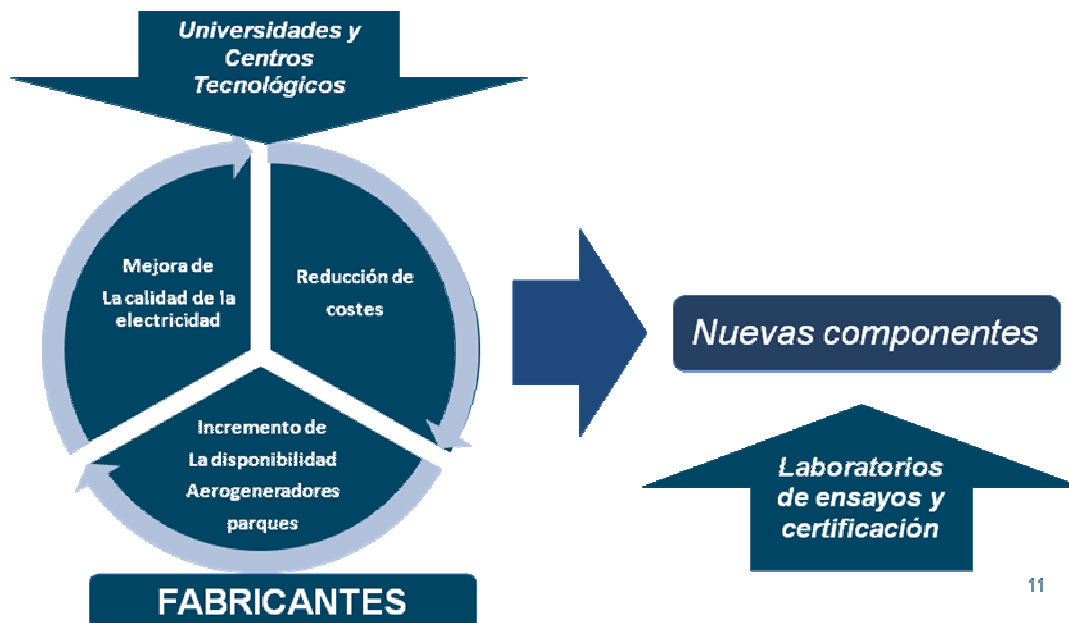 Universidades y
Centros
Tecnológicos
Mejora de
La calidad de la
electricidad
Reducción de
costes
Incremento de
La disponibilidad
Aerogeneradores
parques
FABRICANTES
Nuevas componentes
Laboratorios
de ensayos y
certificación
11